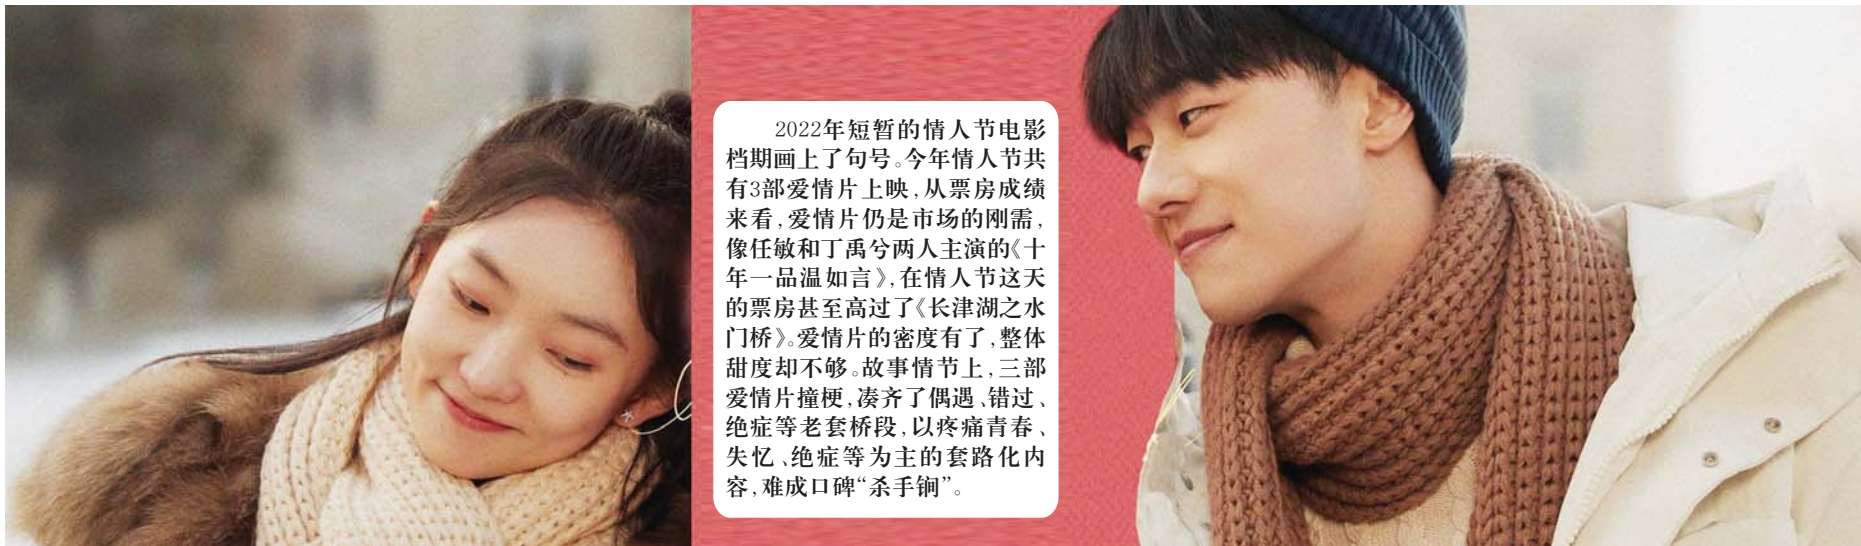 2022年短暂的情人节电影
档期画上了句号。今年情人节共
有3部爱情片上映,从票房成绩
来看,爱情片仍是市场的刚需,
像任敏和丁禹兮两人主演的《十
年一品温如言》,在情人节这天
的票房甚至高过了《长津湖之水
门桥》。爱情片的密度有了,整体
甜度却不够。故事情节上,三部
爱情片撞梗,凑齐了偶遇、错过、
绝症等老套桥段,以疼痛青春、
失忆、绝症等为主的套路化内
容,难成口碑“杀手锏”。